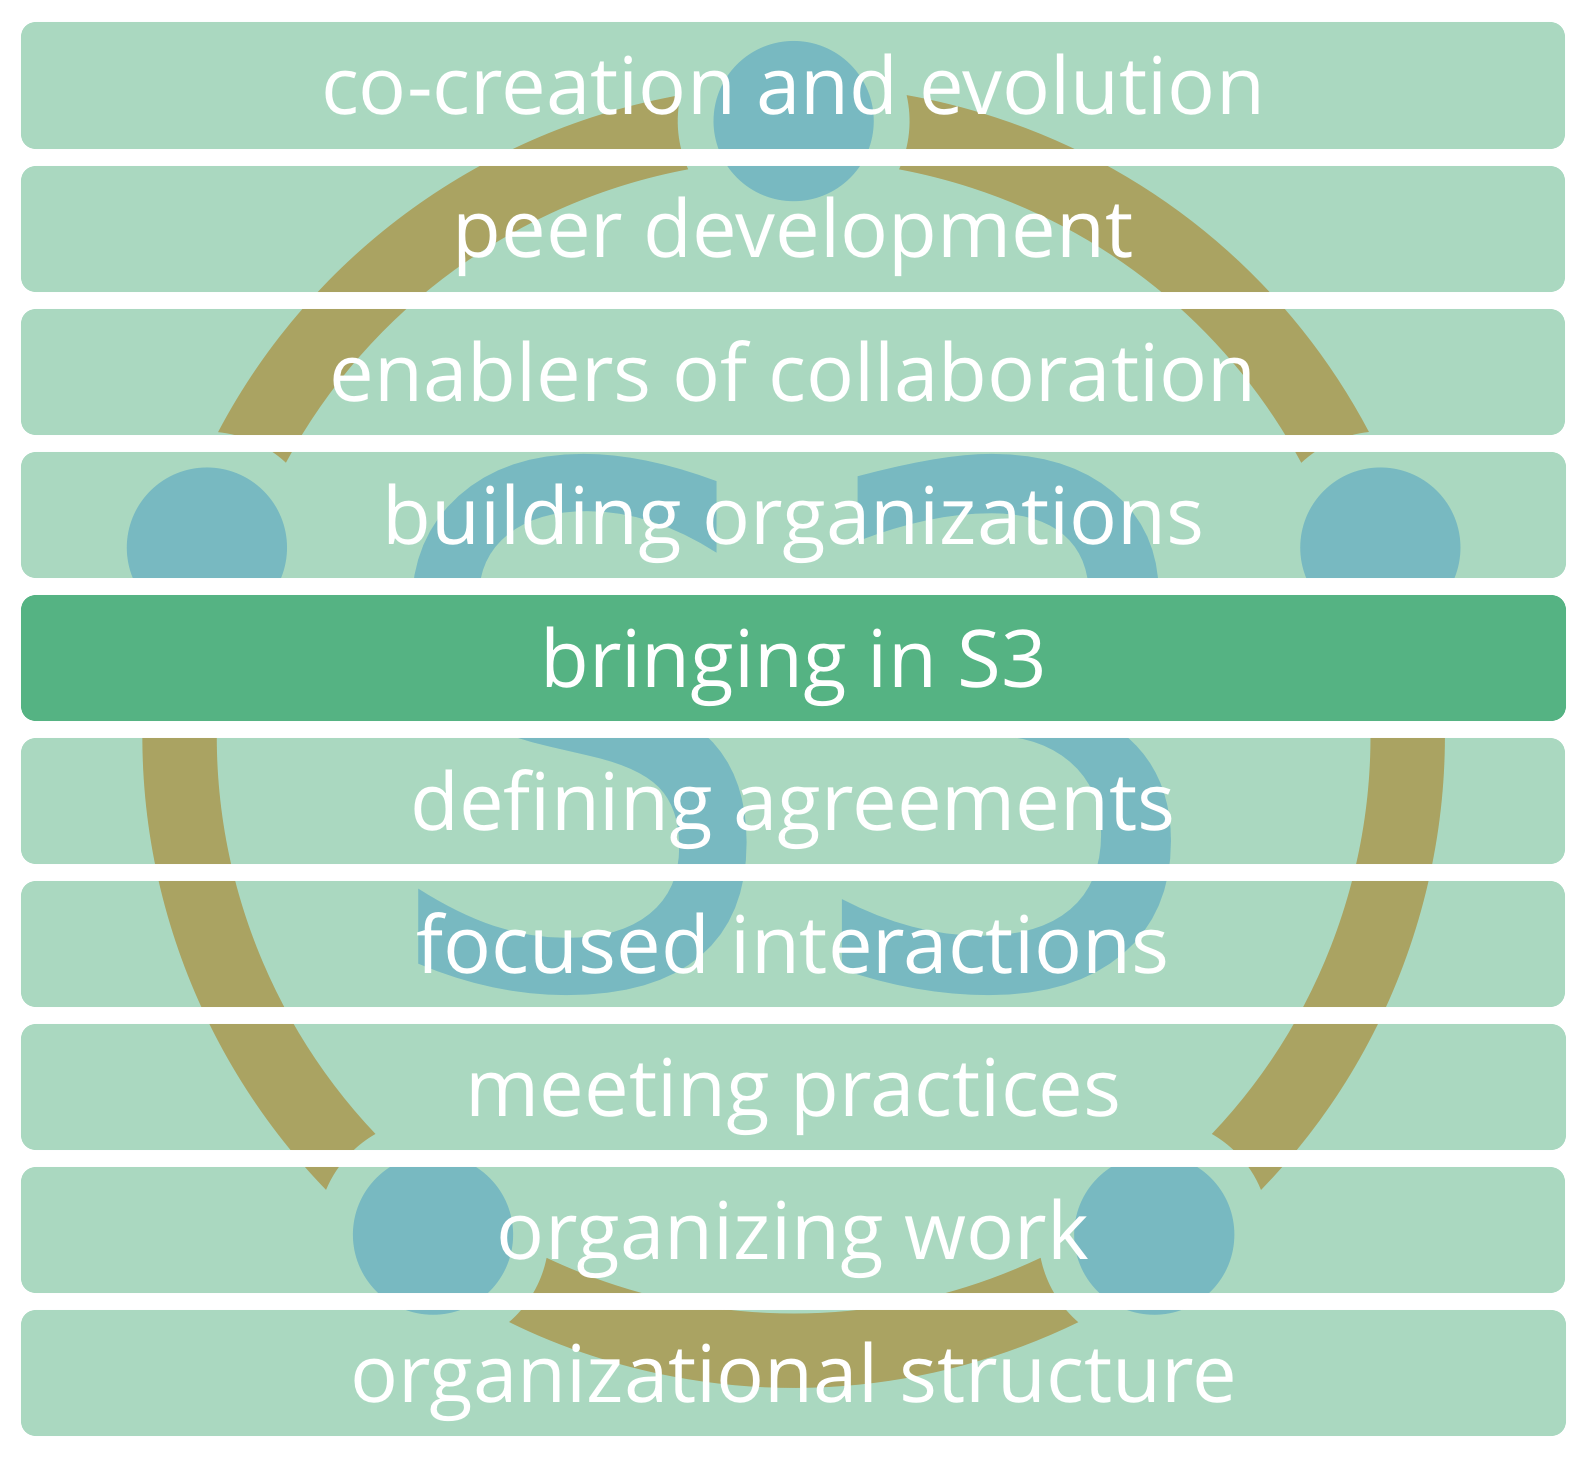 co-creation and evolution
peer development
enablers of collaboration
building organizations
bringing in S3
defining agreements
focused interactions
meeting practices
organizing work
organizational structure
S3